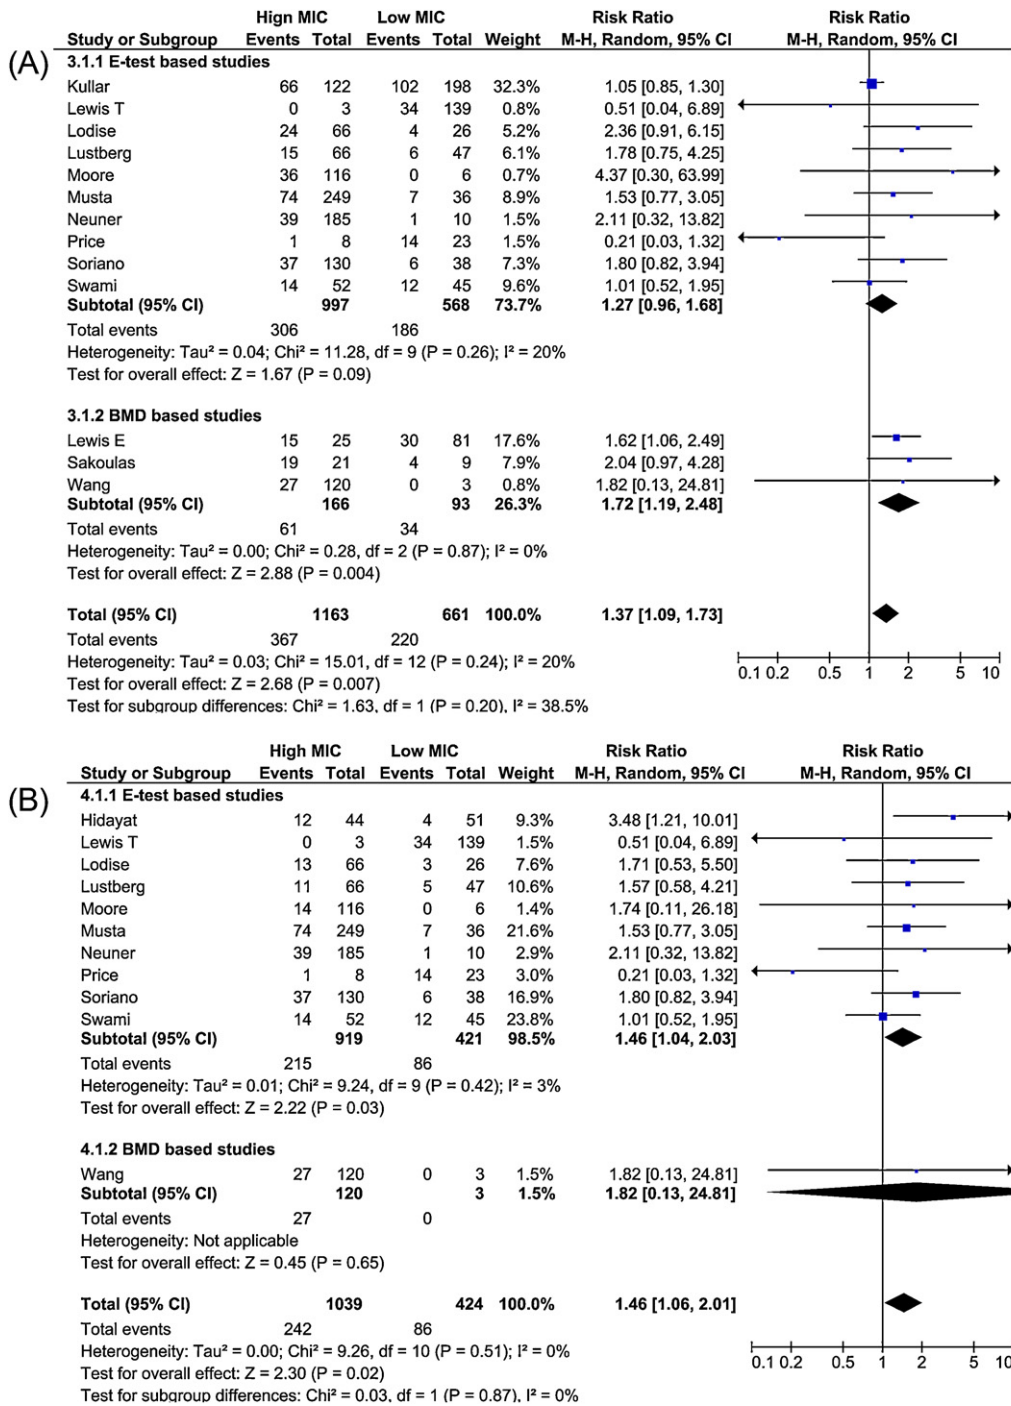 (A)
Hign MIC Low MIC Risk Ratio Risk Ratio
Study or Subgroup Events Total Events Total Weight M-H, Random, 95% CI M-H, Random, 95% CI
3.1.1 E-test based studies
Kullar 66 122 102 198 32.3% 1.05 [0.85, 1.30]
Lewis T 0 3 34 139 0.8% 0.51 [0.04, 6.89]
Lodise 24 66 4 26 5.2% 2.36 [0.91, 6.15]
Lustberg 15 66 6 47 6.1% 1.78 [0.75, 4.25]
Moore 36 116 0 6 0.7% 4.37 [0.30, 63.99]
Musta 74 249 7 36 8.9% 1.53 [0.77, 3.05]
Neuner 39 185 1 10 1.5% 2.11 [0.32, 13.82]
Price 1 8 14 23 1.5% 0.21 [0.03, 1.32]
Soriano 37 130 6 38 7.3% 1.80 [0.82, 3.94]
Swami 14 52 12 45 9.6% 1.01 [0.52, 1.95]
Subtotal (95% CI) 997 568 73.7% 1.27 [0.96, 1.68]
Total events 306 186
Heterogeneity: Tau² = 0.04; Chi² = 11.28, df = 9 (P = 0.26); I² = 20%
Test for overall effect: Z = 1.67 (P = 0.09)
3.1.2 BMD based studies
Lewis E 15 25 30 81 17.6% 1.62 [1.06, 2.49]
Sakoulas 19 21 4 9 7.9% 2.04 [0.97, 4.28]
Wang 27 120 0 3 0.8% 1.82 [0.13, 24.81]
Subtotal (95% CI) 166 93 26.3% 1.72 [1.19, 2.48]
Total events 61 34
Heterogeneity: Tau² = 0.00; Chi² = 0.28, df = 2 (P = 0.87); I² = 0%
Test for overall effect: Z = 2.88 (P = 0.004)
Total (95% CI) 1163 661 100.0% 1.37 [1.09, 1.73]
Total events 367 220
Heterogeneity: Tau² = 0.03; Chi² = 15.01, df = 12 (P = 0.24); I² = 20%
Test for overall effect: Z = 2.68 (P = 0.007)
Test for subgroup differences: Chi² = 1.63, df = 1 (P = 0.20), I² = 38.5%
0.1 0.2 0.5 1 2 5 10
(B)
High MIC Low MIC Risk Ratio Risk Ratio
Study or Subgroup Events Total Events Total Weight M-H, Random, 95% CI M-H, Random, 95% CI
4.1.1 E-test based studies
Hidayat 12 44 4 51 9.3% 3.48 [1.21, 10.01]
Lewis T 0 3 34 139 1.5% 0.51 [0.04, 6.89]
Lodise 13 66 3 26 7.6% 1.71 [0.53, 5.50]
Lustberg 11 66 5 47 10.6% 1.57 [0.58, 4.21]
Moore 14 116 0 6 1.4% 1.74 [0.11, 26.18]
Musta 74 249 7 36 21.6% 1.53 [0.77, 3.05]
Neuner 39 185 1 10 2.9% 2.11 [0.32, 13.82]
Price 1 8 14 23 3.0% 0.21 [0.03, 1.32]
Soriano 37 130 6 38 16.9% 1.80 [0.82, 3.94]
Swami 14 52 12 45 23.8% 1.01 [0.52, 1.95]
Subtotal (95% CI) 919 421 98.5% 1.46 [1.04, 2.03]
Total events 215 86
Heterogeneity: Tau² = 0.01; Chi² = 9.24, df = 9 (P = 0.42); I² = 3%
Test for overall effect: Z = 2.22 (P = 0.03)
4.1.2 BMD based studies
Wang 27 120 0 3 1.5% 1.82 [0.13, 24.81]
Subtotal (95% CI) 120 3 1.5% 1.82 [0.13, 24.81]
Total events 27 0
Heterogeneity: Not applicable
Test for overall effect: Z = 0.45 (P = 0.65)
Total (95% CI) 1039 424 100.0% 1.46 [1.06, 2.01]
Total events 242 86
Heterogeneity: Tau² = 0.00; Chi² = 9.26, df = 10 (P = 0.51); I² = 0%
Test for overall effect: Z = 2.30 (P = 0.02)
Test for subgroup differences: Chi² = 0.03, df = 1 (P = 0.87), I² = 0%
0.1 0.2 0.5 1 2 5 10